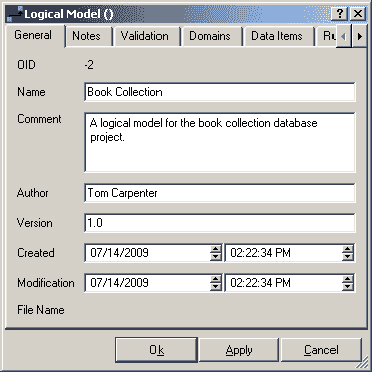 Logical Model ()
General Notes Validation Domains Data Items
OID -2
Name Book Collection
Comment A logical model for the book collection database
project.
Author Tom Carpenter
Version 1.0
Created 07/14/2009 02:22:34 PM
Modification 07/14/2009 02:22:34 PM
File Name
Ok Apply Cancel